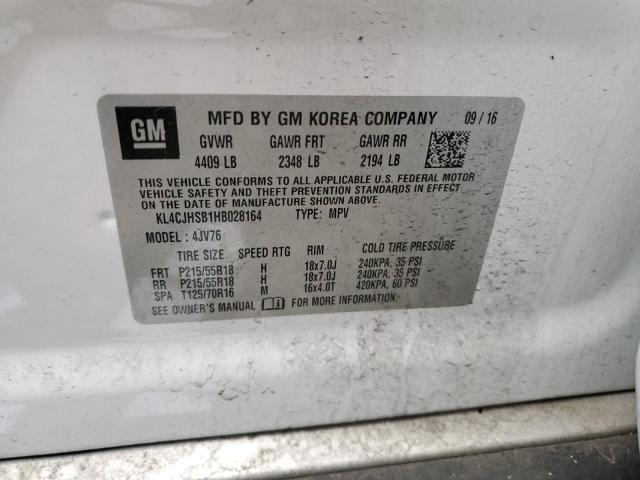 GM MFD BY GM KOREA COMPANY 09/16
GVWR GAWR FRT GAWR RR
4409 LB 2348 LB 2194 LB
THIS VEHICLE CONFORMS TO ALL APPLICABLE U.S. FEDERAL MOTOR
VEHICLE SAFETY AND THEFT PREVENTION STANDARDS IN EFFECT
ON THE DATE OF MANUFACTURE SHOWN ABOVE.
KL4CJHSB1HB028164 TYPE: MPV
MODEL: 4JV76
TIRE SIZE SPEED RTG RIM COLD TIRE PRESSURE
FRT P215/55R18 H 18x7.0J 240KPA, 35 PSI
RR P215/55R18 H 18x7.0J 240KPA, 35 PSI
SPA T125/70R16 M 16x4.0T 420KPA, 60 PSI
SEE OWNER'S MANUAL FOR MORE INFORMATION.